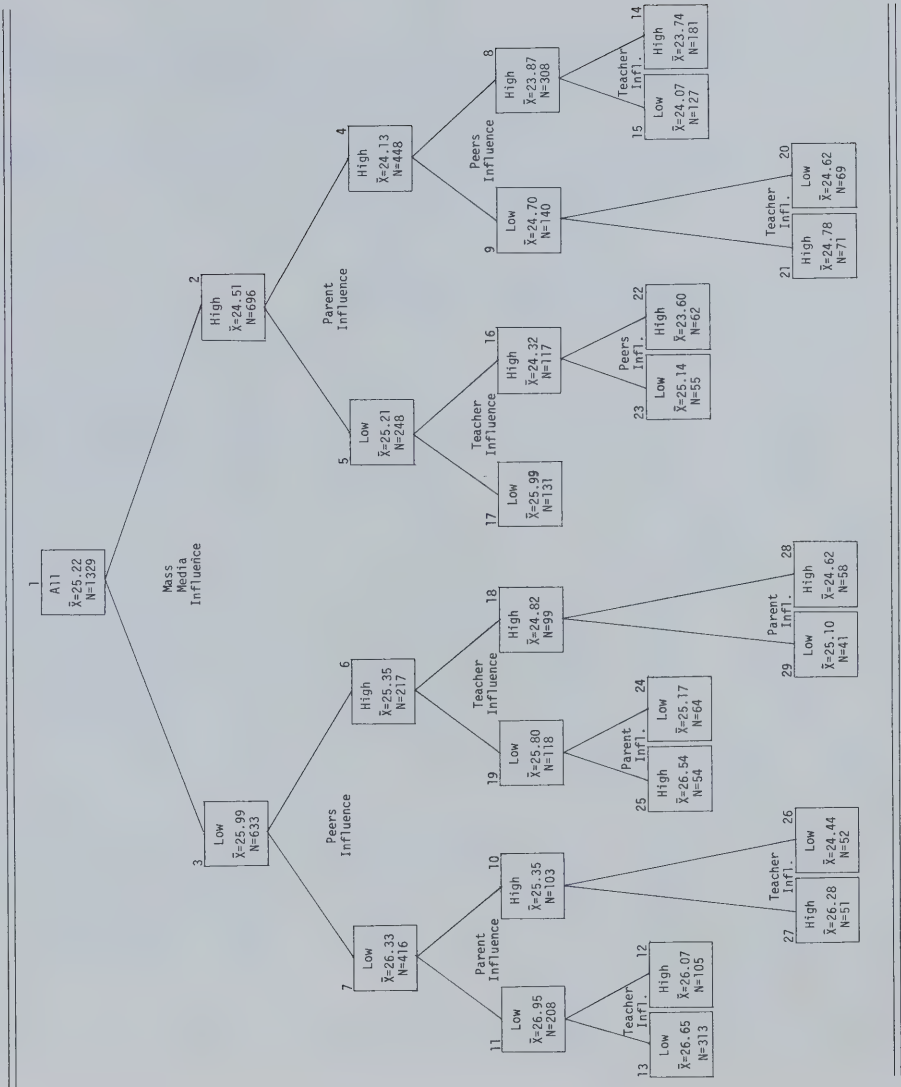 1
All
X̄=25.22
N=1329
Mass
Media
Influence
3
Low
X̄=25.99
N=633
2
High
X̄=24.51
N=696
Peers
Influence
Parent
Influence
7
Low
X̄=26.33
N=416
6
High
X̄=25.35
N=217
5
Low
X̄=25.21
N=248
4
High
X̄=24.13
N=448
Parent
Influence
Teacher
Influence
Teacher
Influence
Peers
Influence
11
Low
X̄=26.95
N=208
10
High
X̄=25.35
N=103
19
Low
X̄=25.80
N=118
18
High
X̄=24.82
N=99
17
Low
X̄=25.99
N=131
16
High
X̄=24.32
N=117
9
Low
X̄=24.70
N=140
8
High
X̄=23.87
N=308
Teacher
Infl.
13
Low
X̄=26.65
N=313
12
High
X̄=26.07
N=105
Parent
Infl.
25
High
X̄=26.54
N=54
24
Low
X̄=25.17
N=64
Peers
Infl.
23
Low
X̄=25.14
N=55
22
High
X̄=23.60
N=62
Teacher
Infl.
15
Low
X̄=24.07
N=127
14
High
X̄=23.74
N=181
Teacher
Infl.
27
High
X̄=26.28
N=51
26
Low
X̄=24.44
N=52
Parent
Infl.
29
Low
X̄=25.10
N=41
28
High
X̄=24.62
N=58
Teacher
Infl.
21
High
X̄=24.78
N=71
20
Low
X̄=24.62
N=69